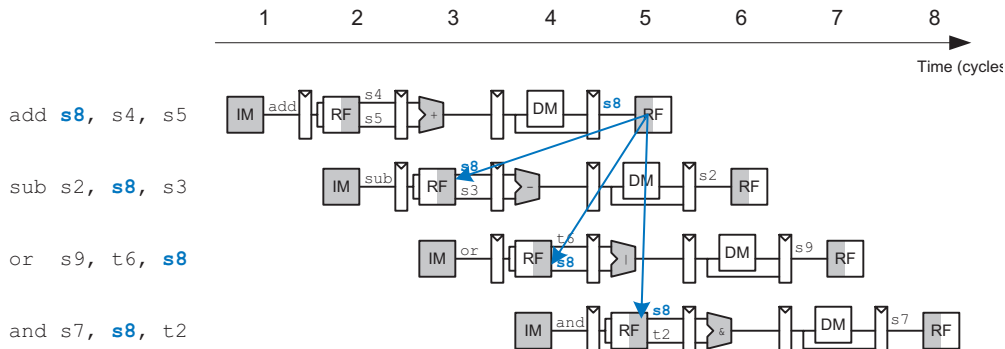 1 2 3 4 5 6 7 8
Time (cycles
add s8, s4, s5
IM add RF s4 s5 + DM s8 RF
sub s2, s8, s3
IM sub RF s8 s3 - DM s2 RF
or s9, t6, s8
IM or RF t6 s8 | DM s9 RF
and s7, s8, t2
IM and RF s8 t2 & DM s7 RF